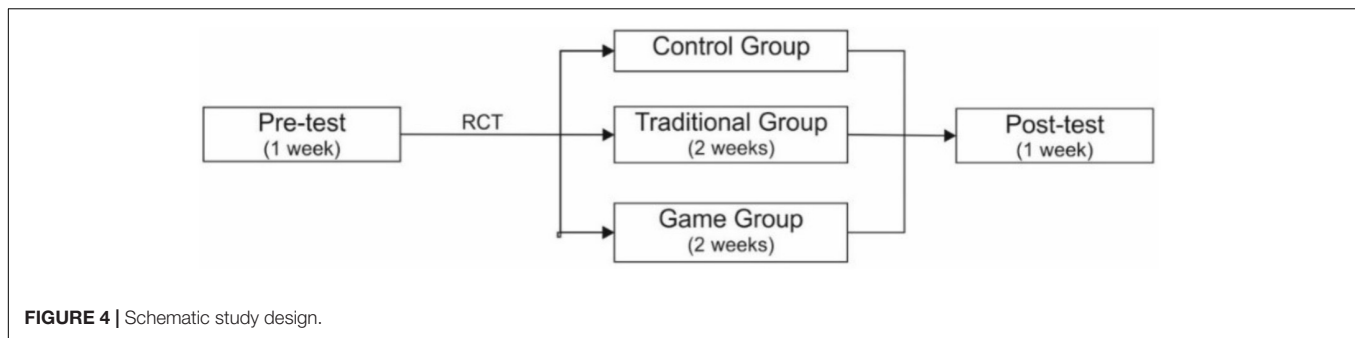 Control Group
Pre-test
(1 week)
RCT
Traditional Group
(2 weeks)
Post-test
(1 week)
Game Group
(2 weeks)
FIGURE 4 | Schematic study design.